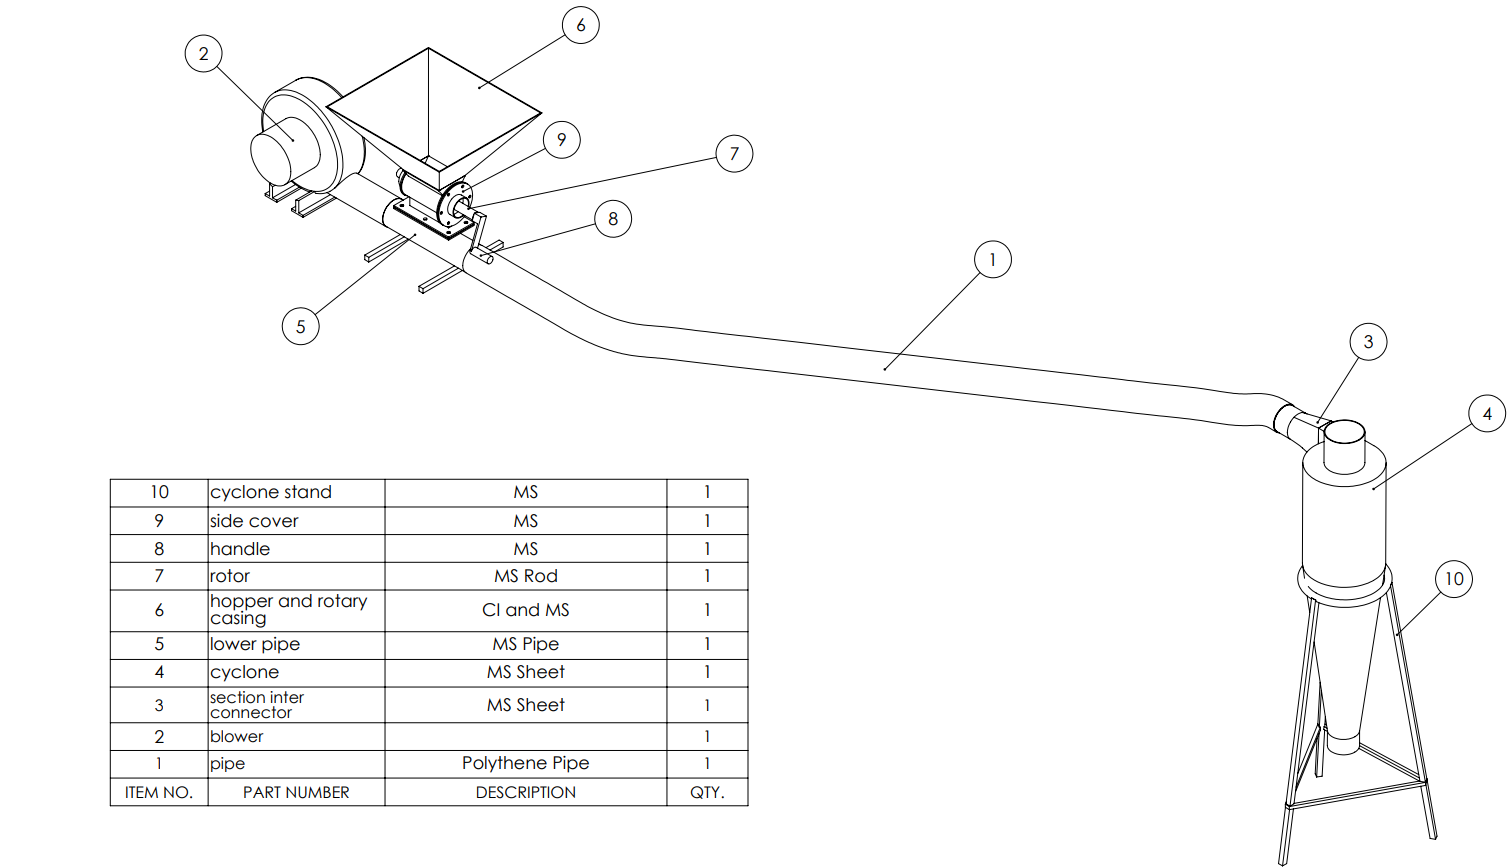 6
2
9
7
8
1
5
3
4
10
10 cyclone stand MS 1
9 side cover MS 1
8 handle MS 1
7 rotor MS Rod 1
6 hopper and rotary casing CI and MS 1
5 lower pipe MS Pipe 1
4 cyclone MS Sheet 1
3 section inter connector MS Sheet 1
2 blower 1
1 pipe Polythene Pipe 1
ITEM NO. PART NUMBER DESCRIPTION QTY.